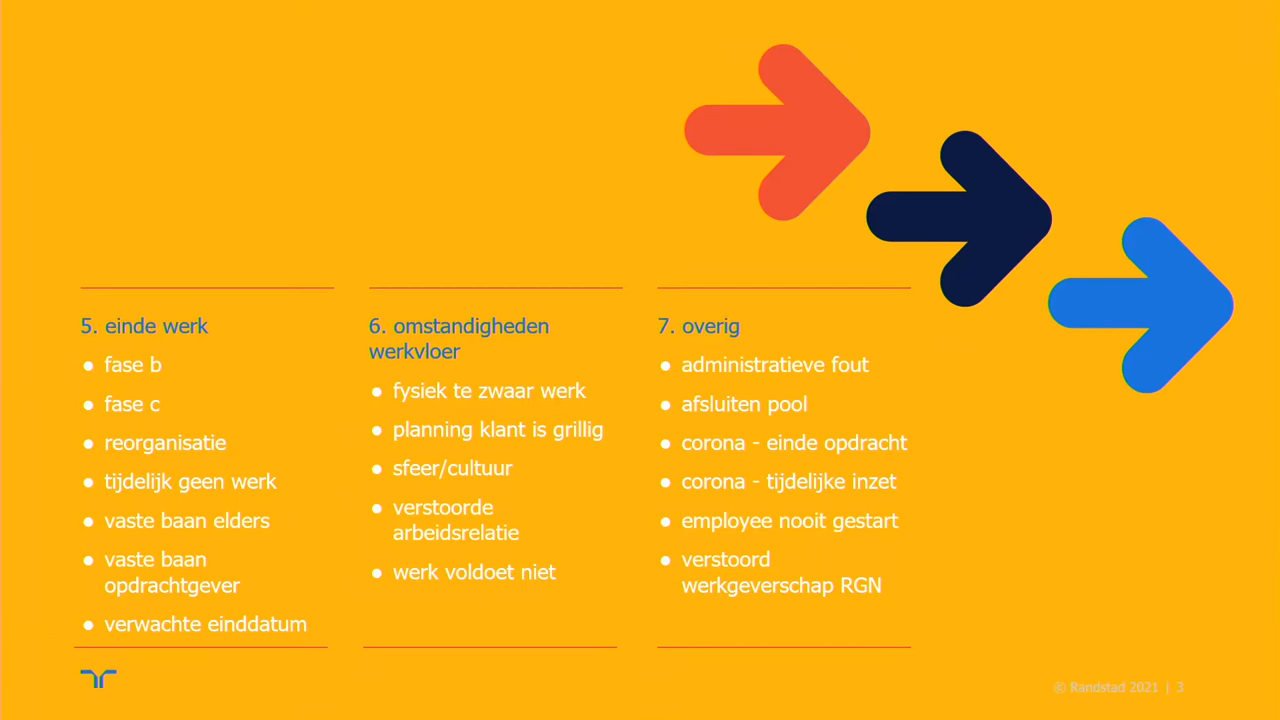 5. einde werk
● fase b
● fase c
● reorganisatie
● tijdelijk geen werk
● vaste baan elders
● vaste baan
opdrachtgever
● verwachte einddatum
6. omstandigheden
werkvloer
● fysiek te zwaar werk
● planning klant is grillig
● sfeer/cultuur
● verstoorde
arbeidsrelatie
● werk voldoet niet
7. overig
● administratieve fout
● afsluiten pool
● corona - einde opdracht
● corona - tijdelijke inzet
● employee nooit gestart
● verstoord
werkgeverschap RGN
© Randstad 2021 | 3